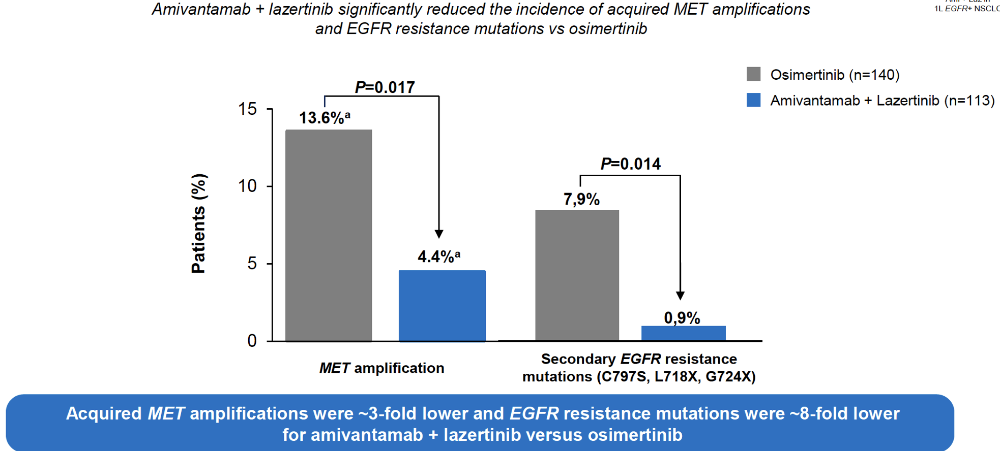 Amivantamab + lazertinib significantly reduced the incidence of acquired MET amplifications
and EGFR resistance mutations vs osimertinib
1L EGFR+ NSCLC
Osimertinib (n=140)
Amivantamab + Lazertinib (n=113)
P=0.017
15
13.6%ᵃ
P=0.014
10
7,9%
Patients (%)
4.4%ᵃ
5
0,9%
0
MET amplification
Secondary EGFR resistance
mutations (C797S, L718X, G724X)
Acquired MET amplifications were ~3-fold lower and EGFR resistance mutations were ~8-fold lower
for amivantamab + lazertinib versus osimertinib